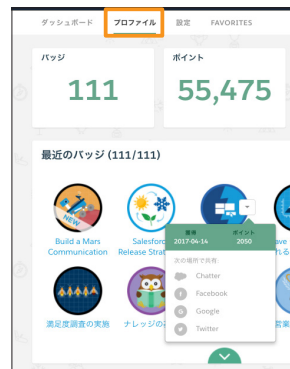 ダッシュボード プロファイル 設定 FAVORITES
バッジ ポイント
111 55,475
最近のバッジ (111/111)
NEW
Build a Mars
Communication
Salesforc
Release Strat
獲得 ポイント
2017-04-14 2050
次の場所で共有:
Chatter
Facebook
Google
Twitter
満足度調査の実施 ナレッジの
営業